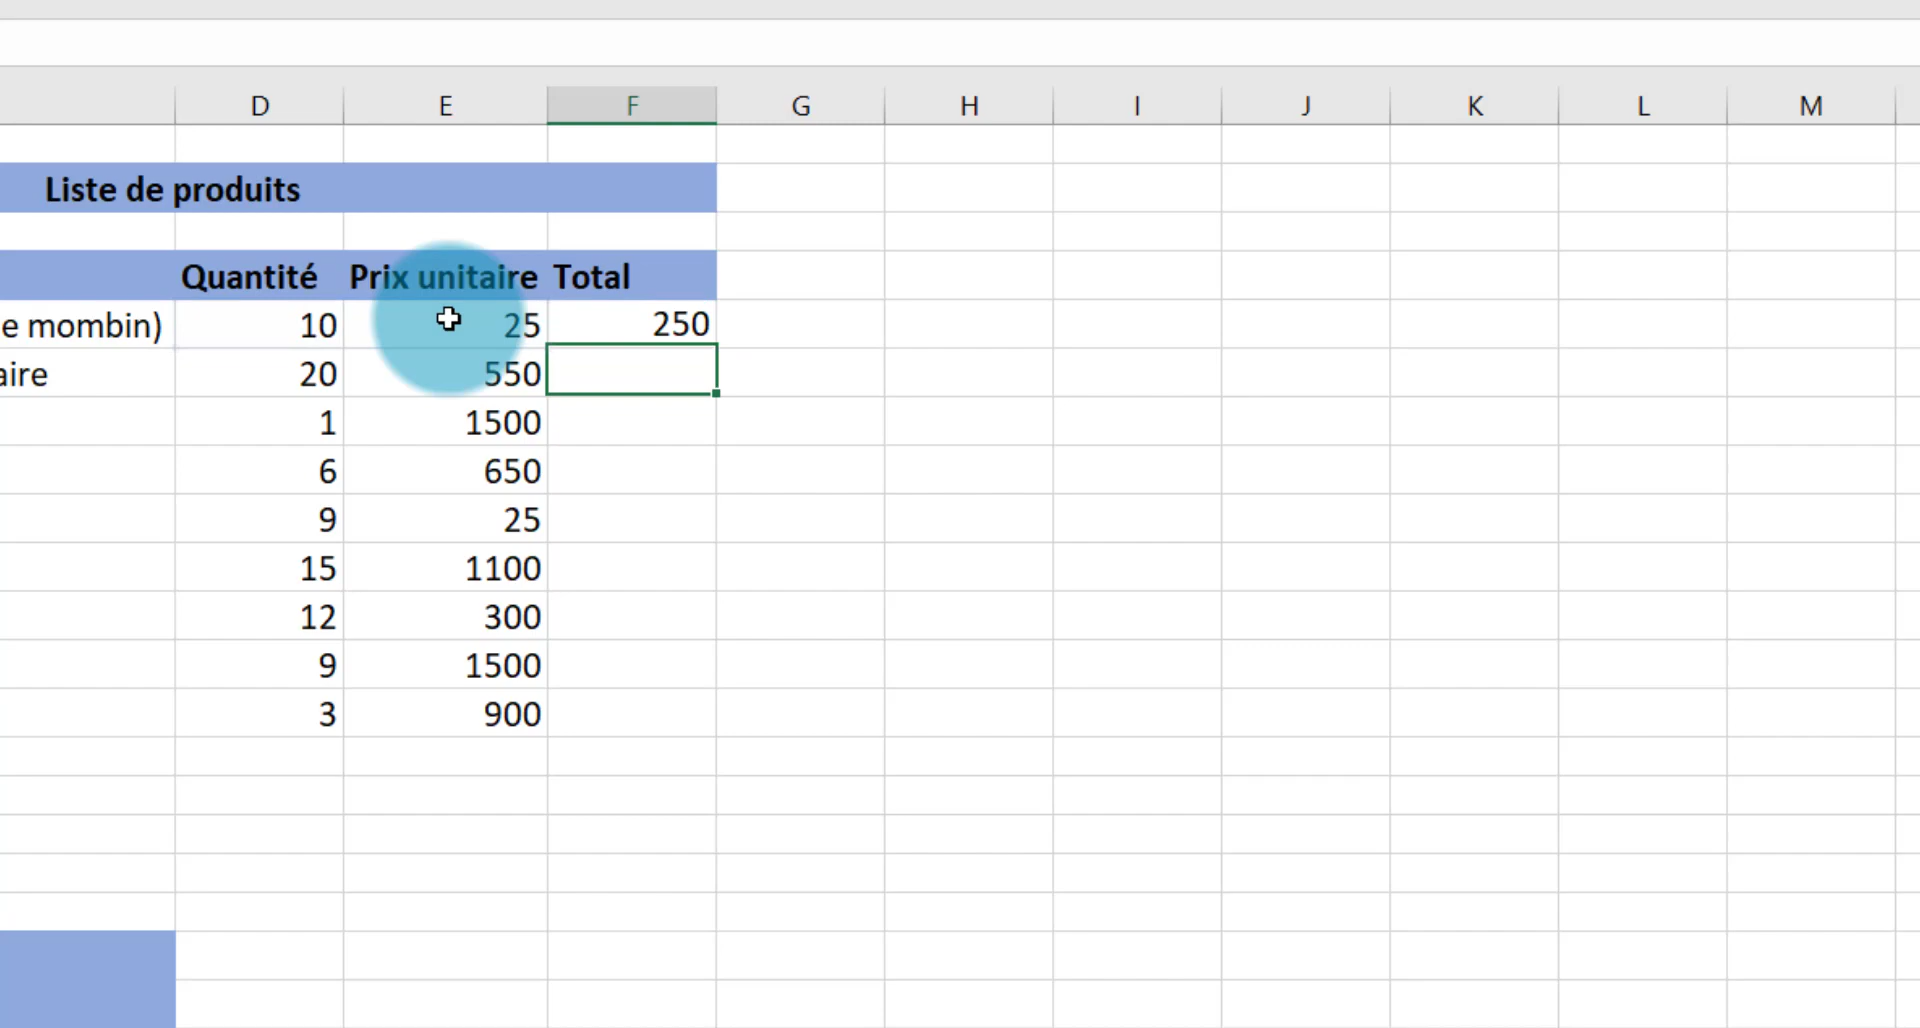 D E F G H I J K L M
Liste de produits
Quantité Prix unitaire Total
e mombin) 10 25 250
aire 20 550
1 1500
6 650
9 25
15 1100
12 300
9 1500
3 900